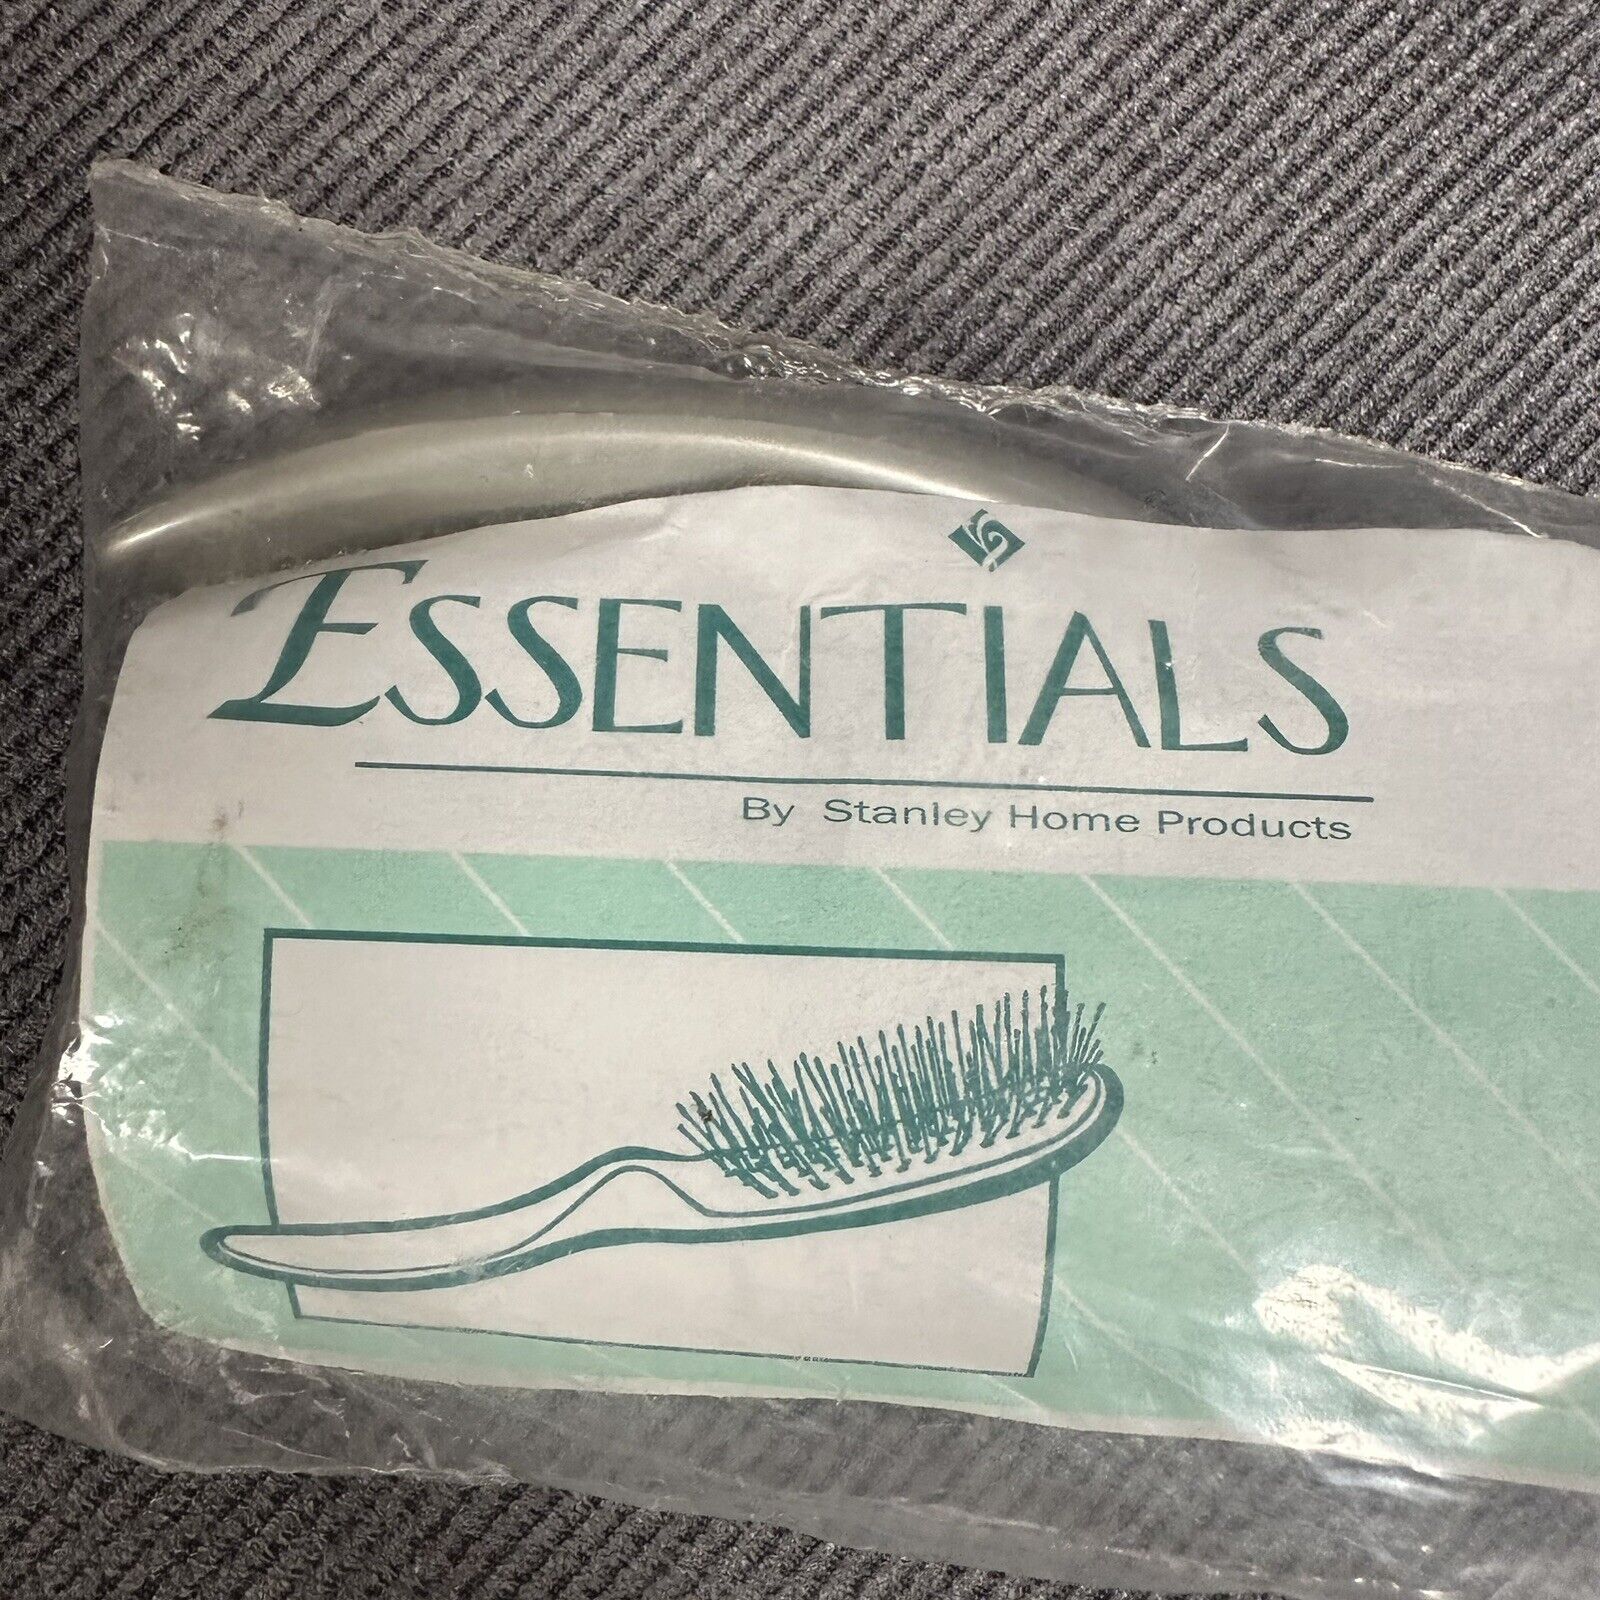 ESSENTIALS
By Stanley Home Products